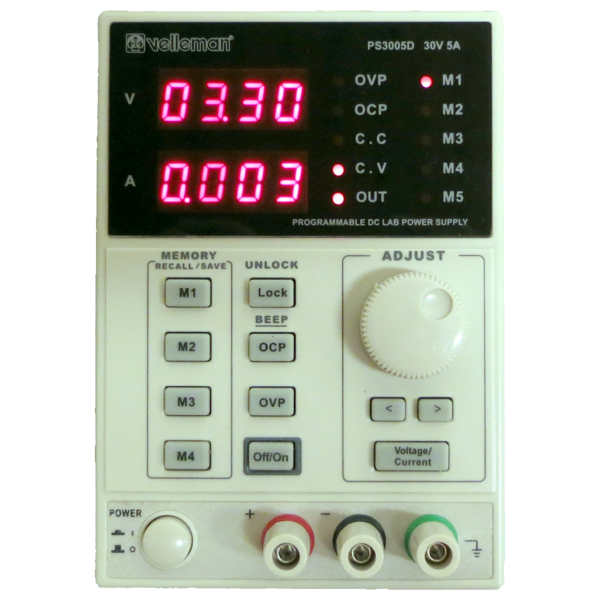 velleman®
PS3005D 30V 5A
V 03.30
A 0.003
OVP M1
OCP M2
C.C M3
C.V M4
OUT M5
PROGRAMMABLE DC LAB POWER SUPPLY
MEMORY
RECALL/SAVE
M1
M2
M3
M4
UNLOCK
Lock
BEEP
OCP
OVP
Off/On
ADJUST
< >
Voltage/
Current
POWER
I
O
+ −